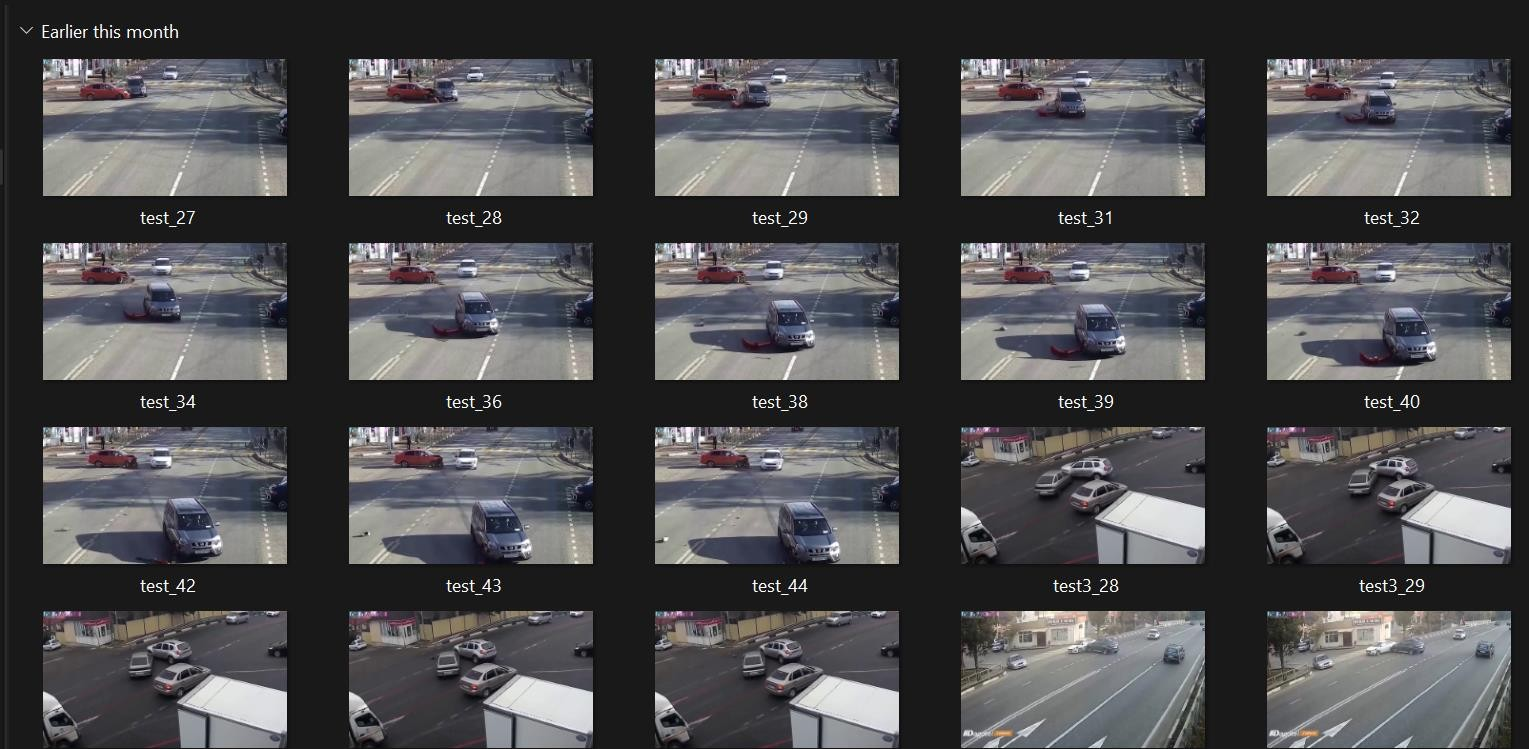 Earlier this month
test_27
test_28
test_29
test_31
test_32
test_34
test_36
test_38
test_39
test_40
test_42
test_43
test_44
test3_28
test3_29